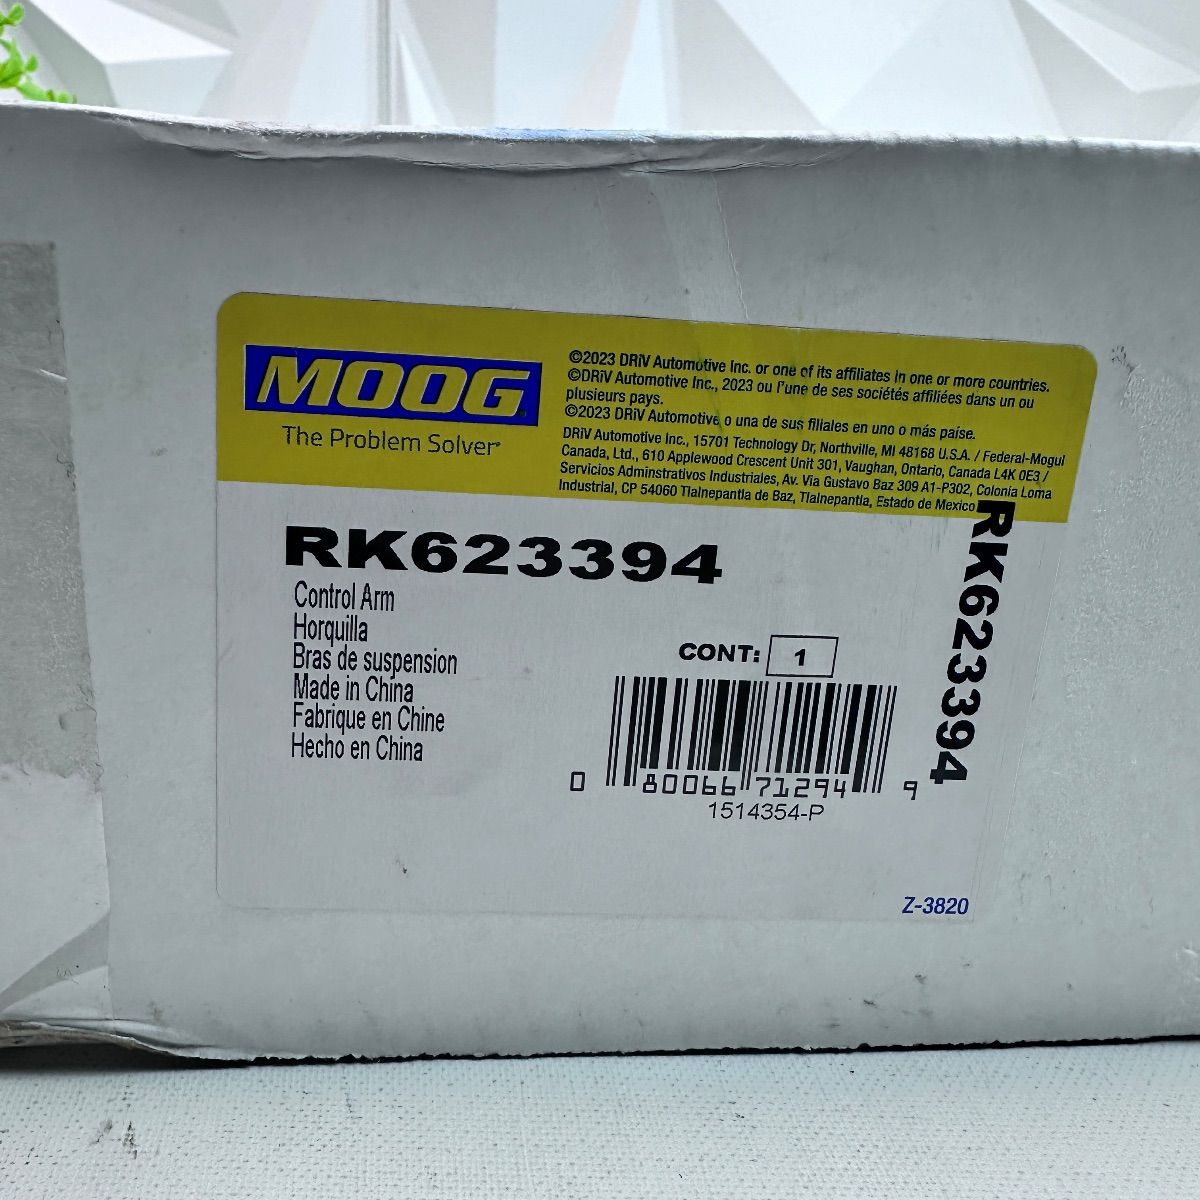 MOOG
The Problem Solver
©2023 DRiV Automotive Inc. or one of its affiliates in one or more countries.
©DRiV Automotive Inc., 2023 ou l'une de ses sociétés affiliées dans un ou
plusieurs pays.
©2023 DRiV Automotive o una de sus filiales en uno o más paise.
DRiV Automotive Inc., 15701 Technology Dr, Northville, MI 48168 U.S.A. / Federal-Mogul
Canada, Ltd., 610 Applewood Crescent Unit 301, Vaughan, Ontario, Canada L4K 0E3 /
Servicios Adminstrativos Industriales, Av. Via Gustavo Baz 309 A1-P302, Colonia Loma
Industrial, CP 54060 Tlalnepantla de Baz, Tlalnepantla, Estado de Mexico
RK623394
Control Arm
Horquilla
Bras de suspension
Made in China
Fabrique en Chine
Hecho en China
CONT: 1
0 80066 71294 9
1514354-P
RK623394
Z-3820